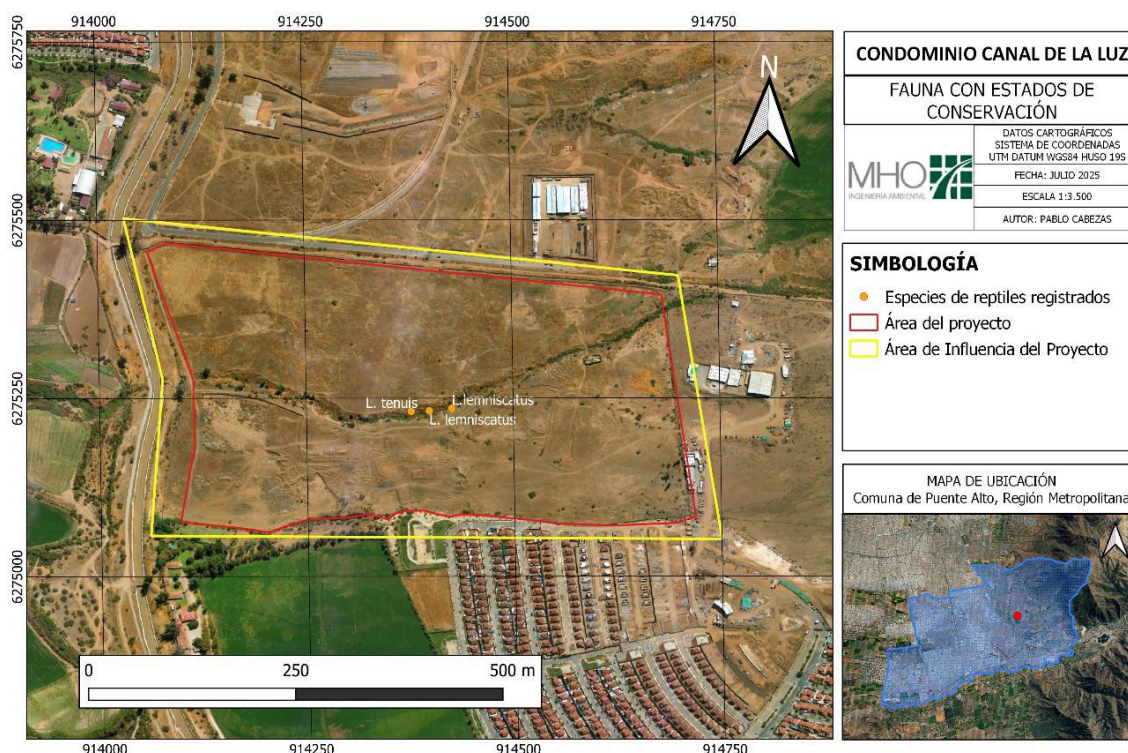 914000
914250
914500
914750
6275750
6275500
6275250
6275000
N
L. tenuis
L.lemniscatus
L. lemniscatus
0
250
500 m
914000
914250
914500
914750
CONDOMINIO CANAL DE LA LUZ
FAUNA CON ESTADOS DE
CONSERVACIÓN
MHO
INGENIERÍA AMBIENTAL
DATOS CARTOGRÁFICOS
SISTEMA DE COORDENADAS
UTM DATUM WGS84 HUSO 19S
FECHA: JULIO 2025
ESCALA 1:3.500
AUTOR: PABLO CABEZAS
SIMBOLOGÍA
Especies de reptiles registrados
Área del proyecto
Área de Influencia del Proyecto
MAPA DE UBICACIÓN
Comuna de Puente Alto, Región Metropolitana